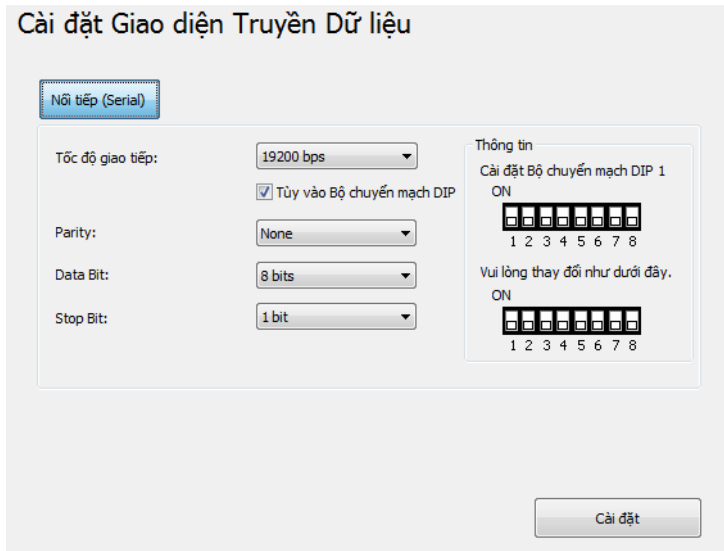 Cài đặt Giao diện Truyền Dữ liệu
Nối tiếp (Serial)
Tốc độ giao tiếp:
19200 bps
Tùy vào Bộ chuyển mạch DIP
Parity:
None
Data Bit:
8 bits
Stop Bit:
1 bit
Thông tin
Cài đặt Bộ chuyển mạch DIP 1
ON
1 2 3 4 5 6 7 8
Vui lòng thay đổi như dưới đây.
ON
1 2 3 4 5 6 7 8
Cài đặt